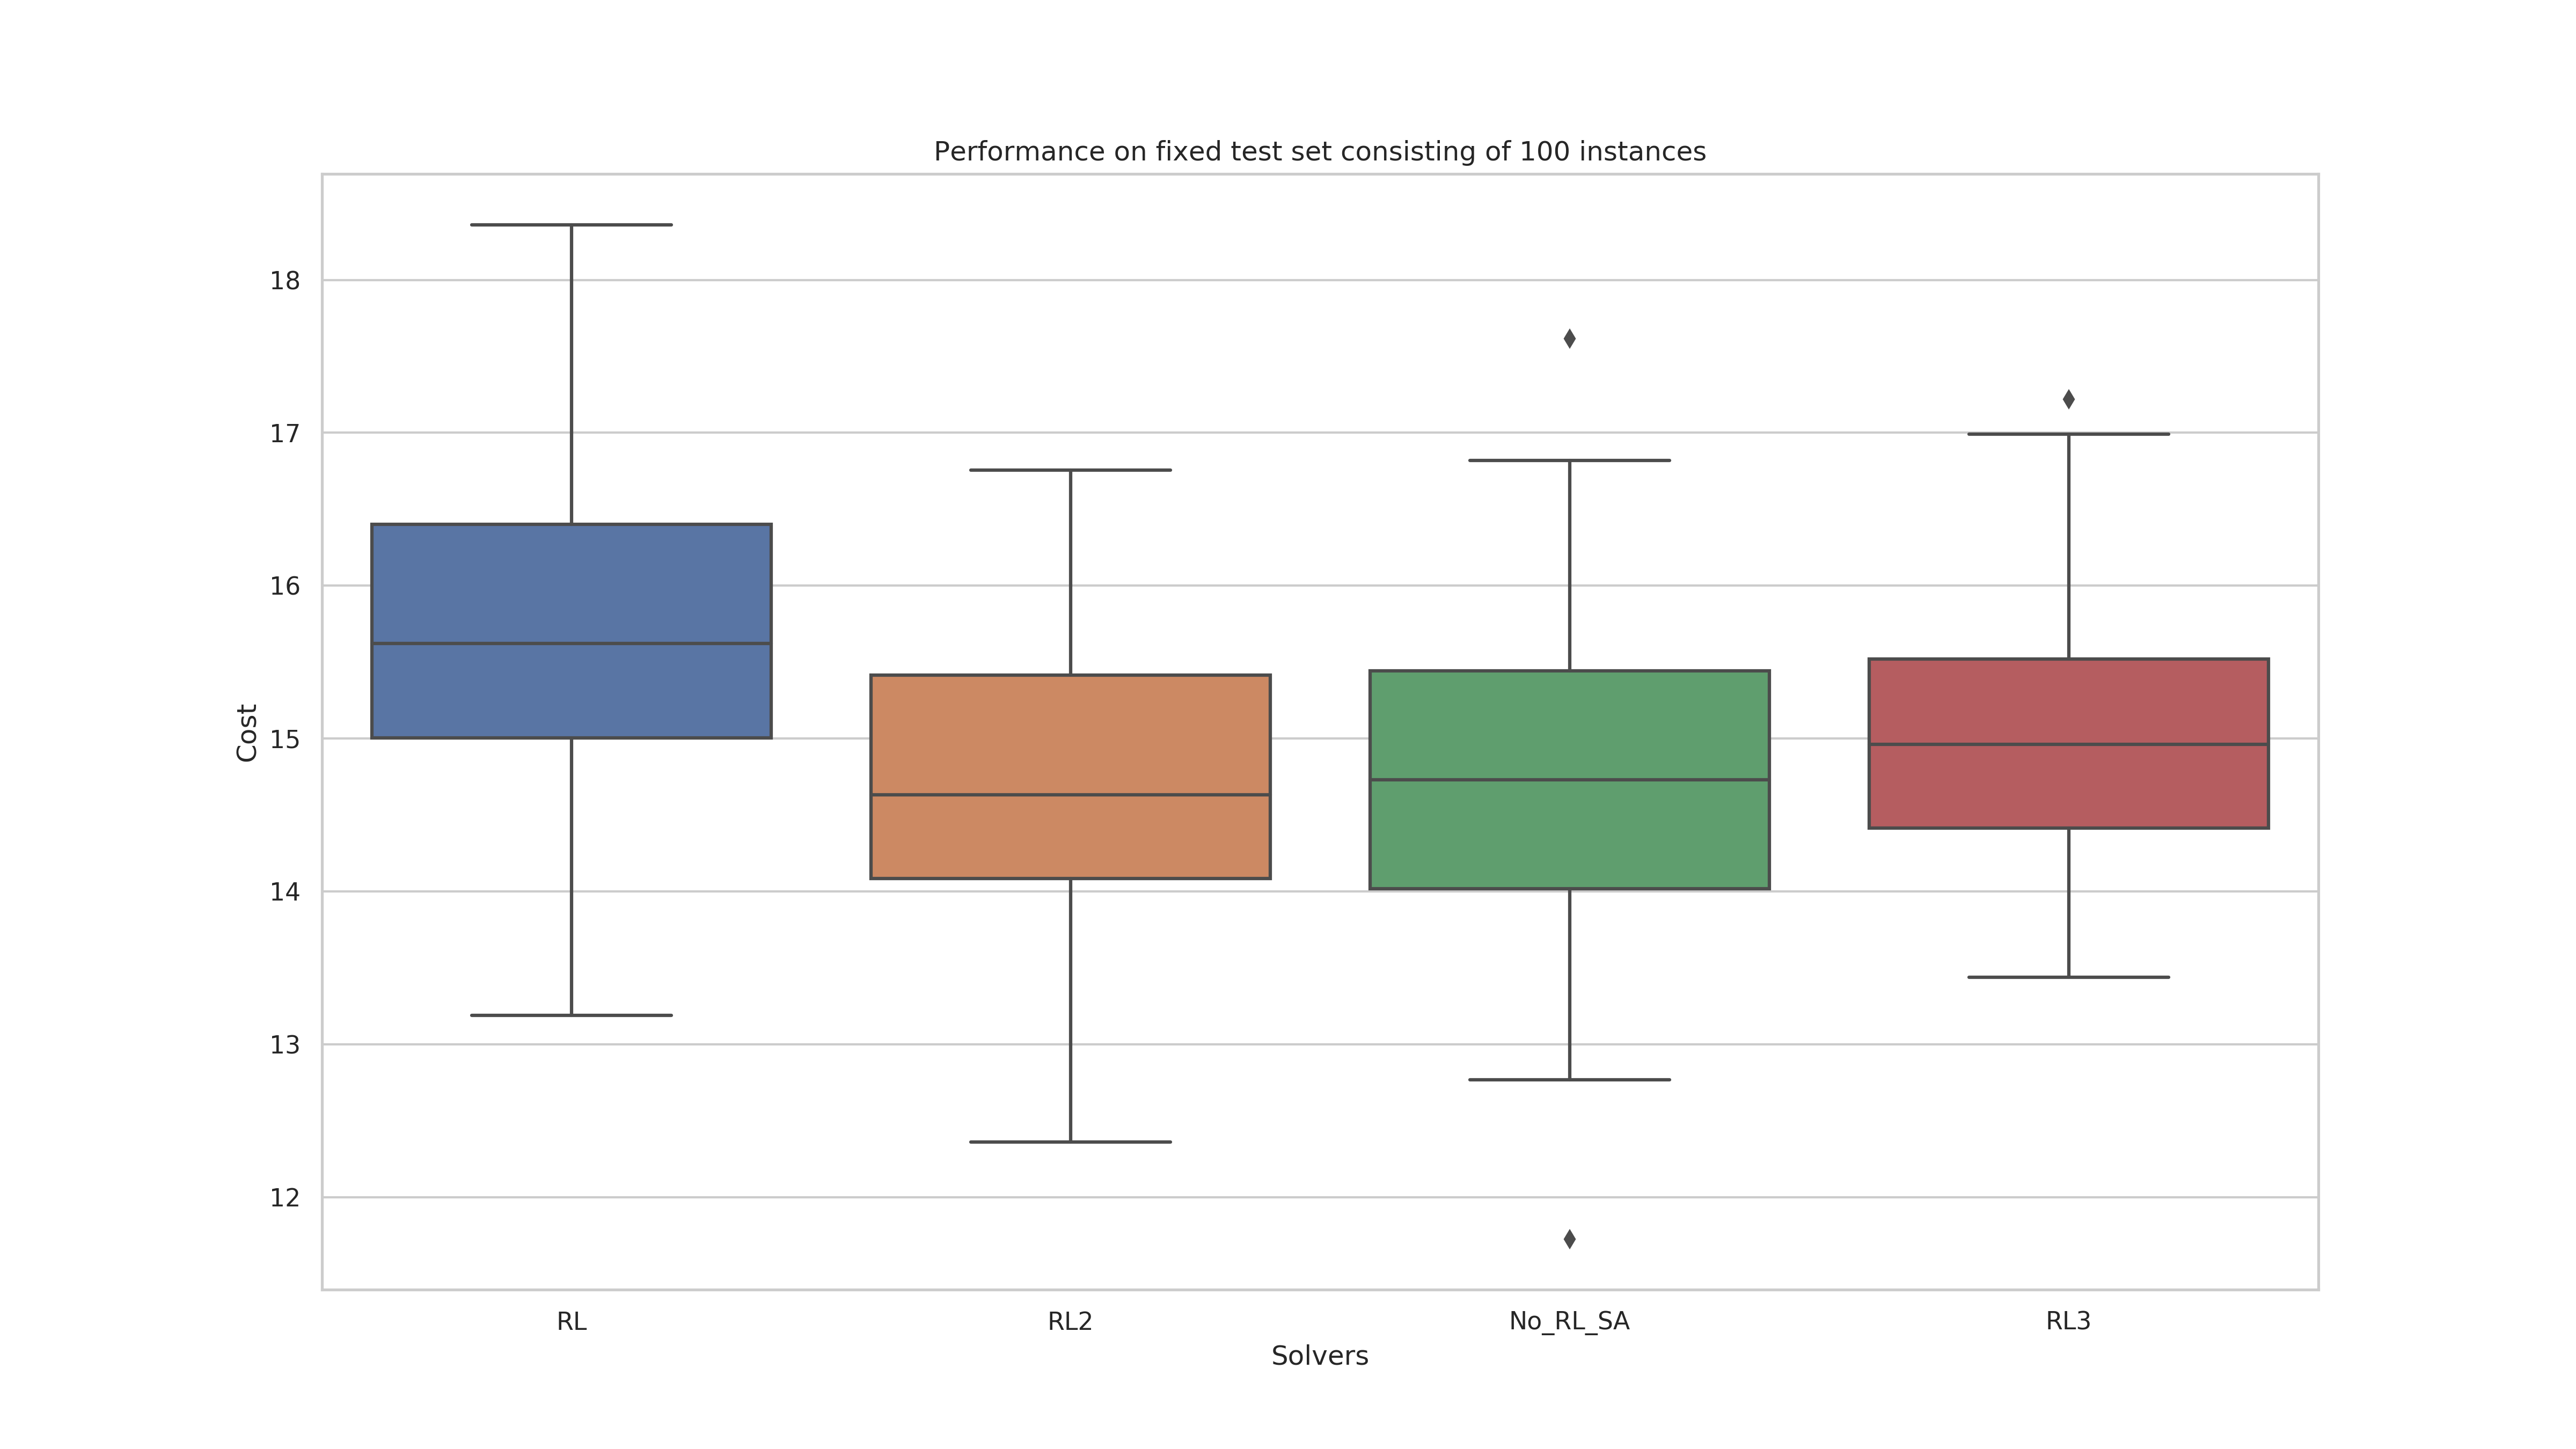 Performance on fixed test set consisting of 100 instances
18
17
16
15
14
13
12
Cost
RL
RL2
No_RL_SA
RL3
Solvers